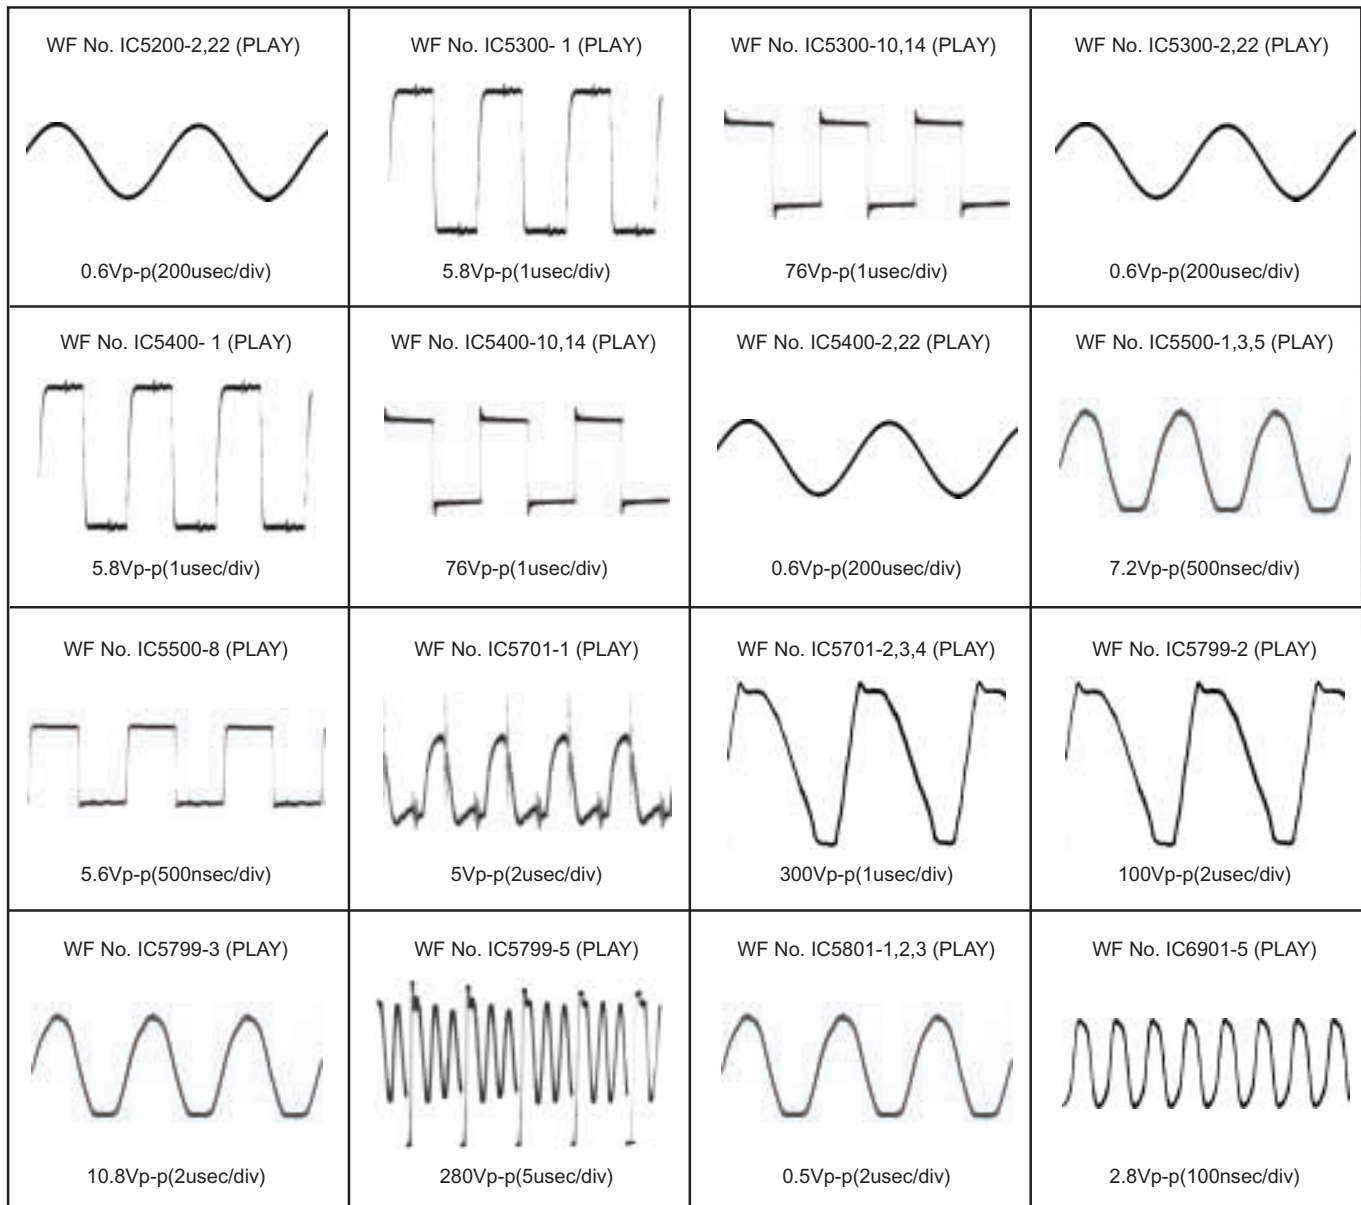 WF No. IC5200-2,22 (PLAY)
0.6Vp-p(200usec/div)
WF No. IC5300- 1 (PLAY)
5.8Vp-p(1usec/div)
WF No. IC5300-10,14 (PLAY)
76Vp-p(1usec/div)
WF No. IC5300-2,22 (PLAY)
0.6Vp-p(200usec/div)
WF No. IC5400- 1 (PLAY)
5.8Vp-p(1usec/div)
WF No. IC5400-10,14 (PLAY)
76Vp-p(1usec/div)
WF No. IC5400-2,22 (PLAY)
0.6Vp-p(200usec/div)
WF No. IC5500-1,3,5 (PLAY)
7.2Vp-p(500nsec/div)
WF No. IC5500-8 (PLAY)
5.6Vp-p(500nsec/div)
WF No. IC5701-1 (PLAY)
5Vp-p(2usec/div)
WF No. IC5701-2,3,4 (PLAY)
300Vp-p(1usec/div)
WF No. IC5799-2 (PLAY)
100Vp-p(2usec/div)
WF No. IC5799-3 (PLAY)
10.8Vp-p(2usec/div)
WF No. IC5799-5 (PLAY)
280Vp-p(5usec/div)
WF No. IC5801-1,2,3 (PLAY)
0.5Vp-p(2usec/div)
WF No. IC6901-5 (PLAY)
2.8Vp-p(100nsec/div)